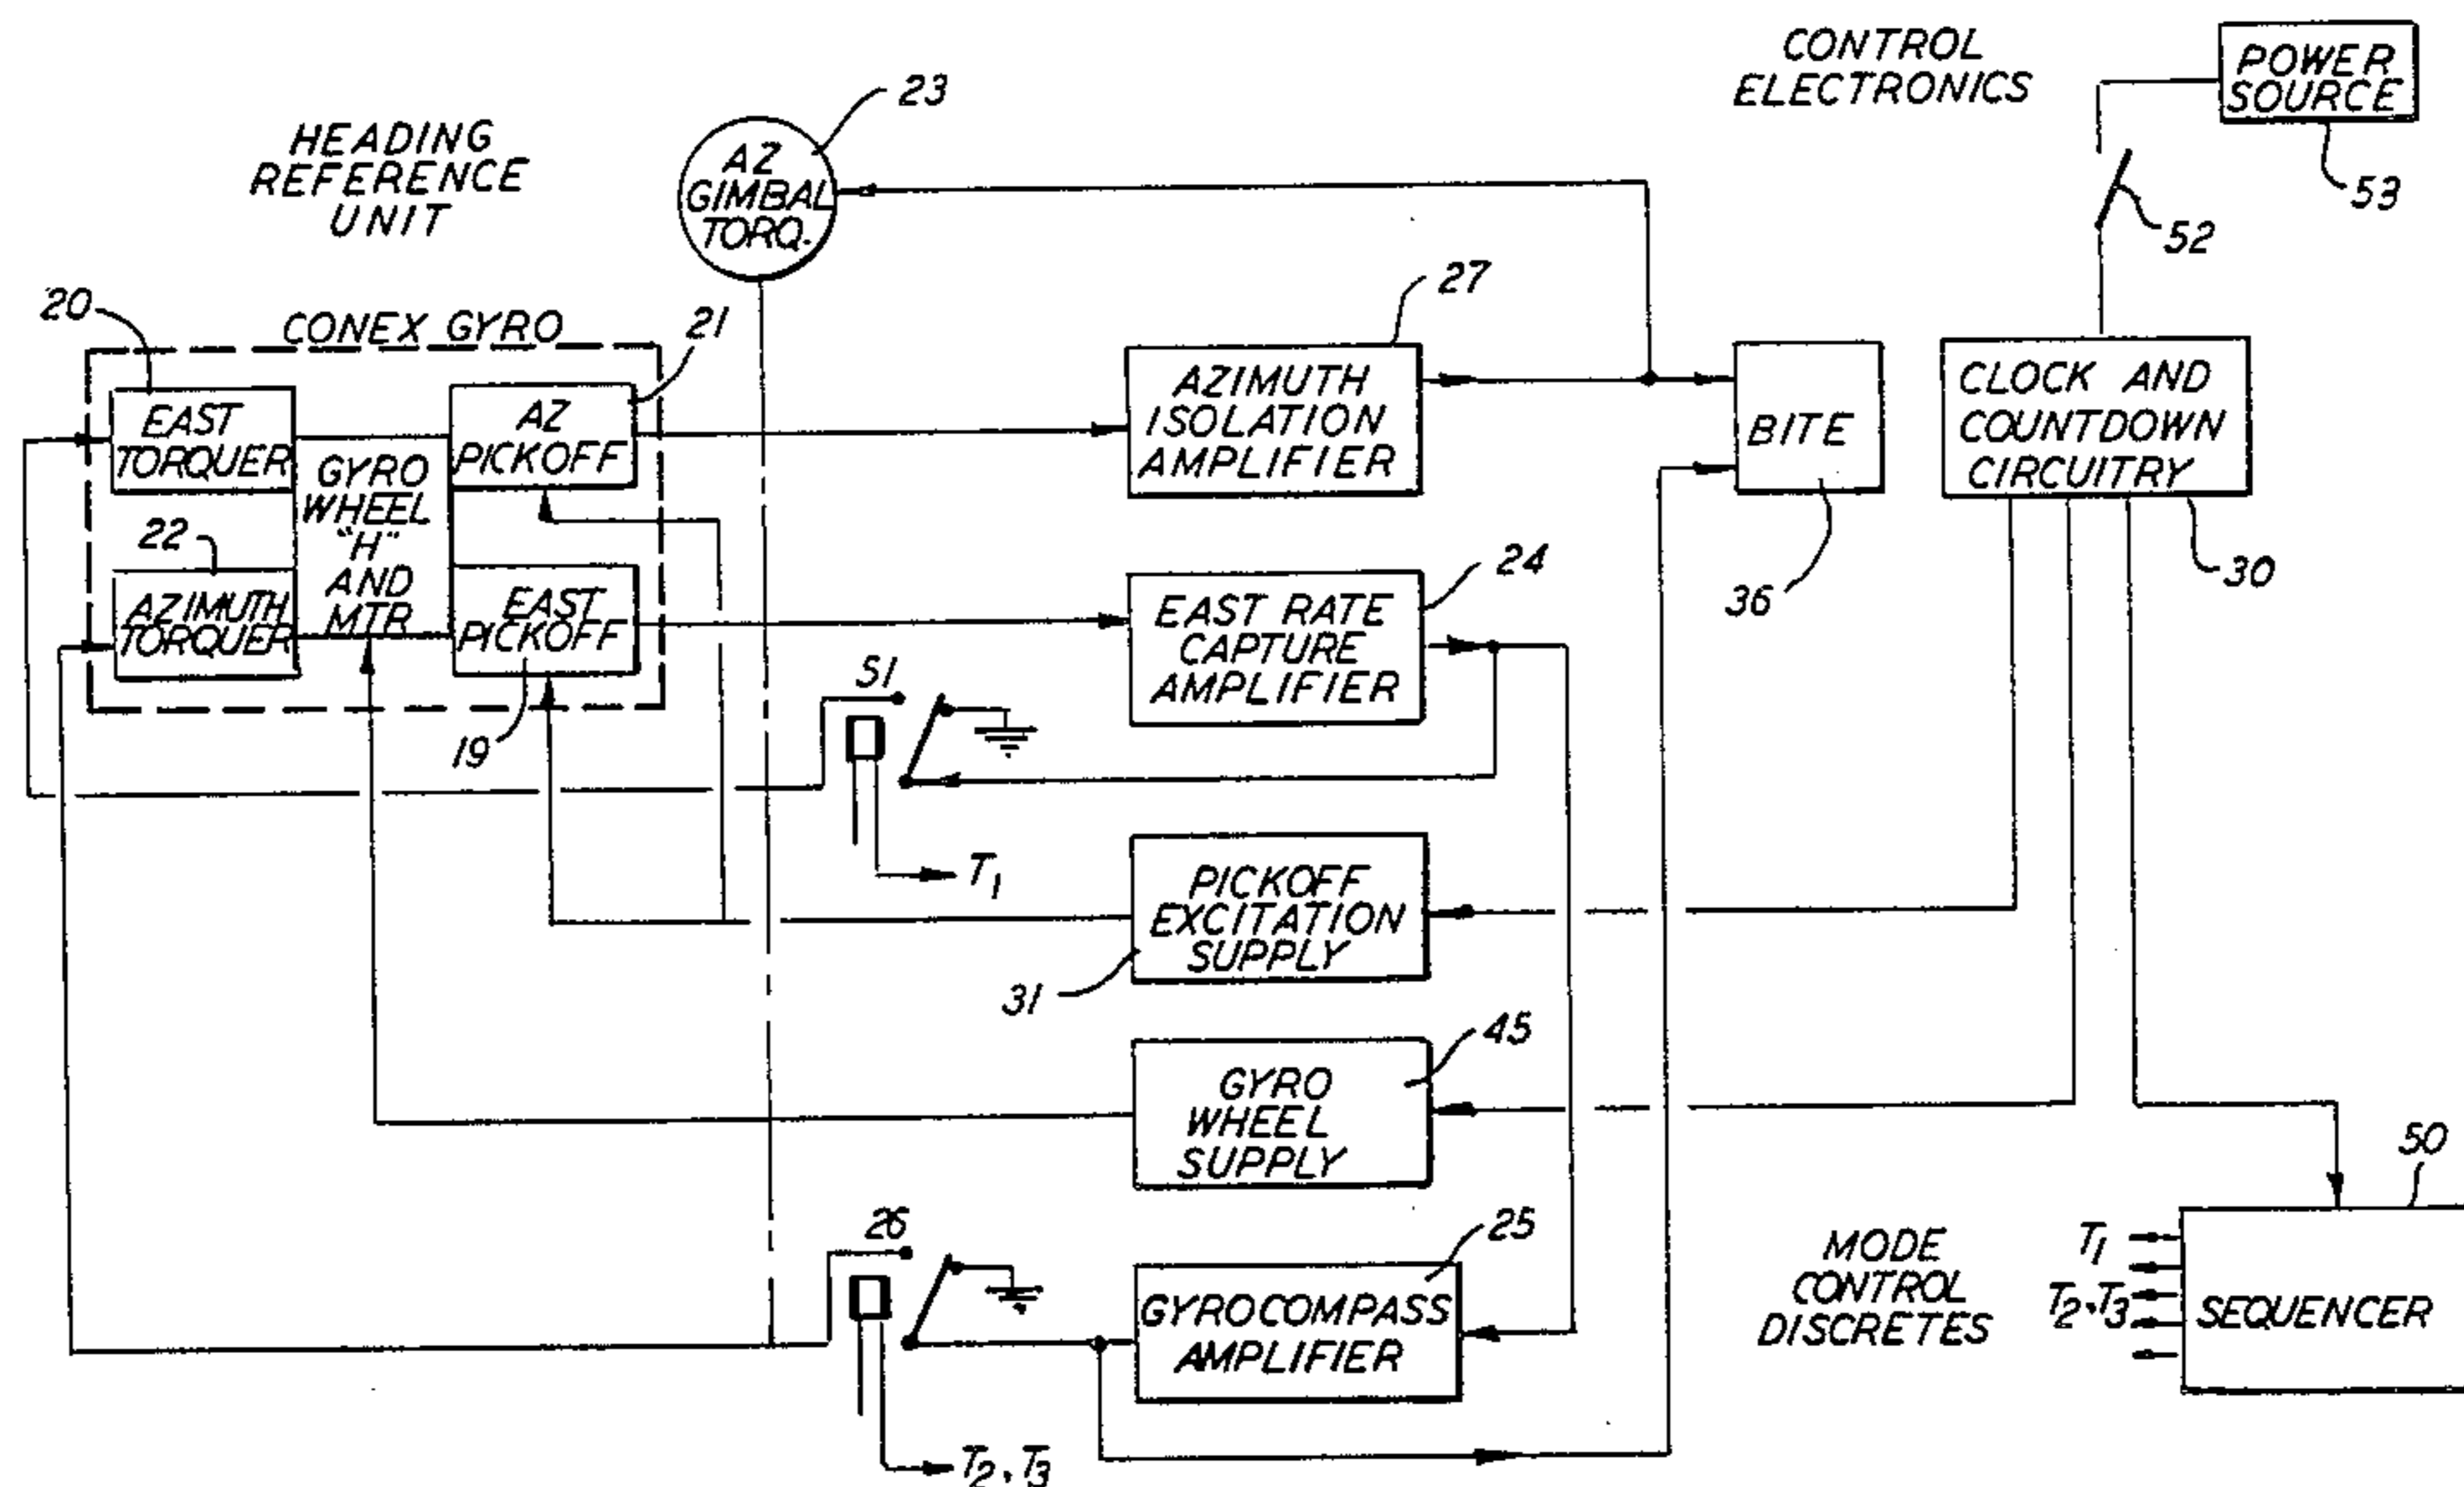 CONTROL
ELECTRONICS
POWER
SOURCE
53
52
23
HEADING
REFERENCE
UNIT
AZ
GIMBAL
TORQ.
27
20
CONEX GYRO
21
EAST
TORQUER
AZ
PICKOFF
GYRO
WHEEL
"H"
AND
MTR
22
AZIMUTH
TORQUER
EAST
PICKOFF
19
AZIMUTH
ISOLATION
AMPLIFIER
BITE
36
CLOCK AND
COUNTDOWN
CIRCUITRY
30
24
EAST RATE
CAPTURE
AMPLIFIER
S1
T1
PICKOFF
EXCITATION
SUPPLY
31
45
GYRO
WHEEL
SUPPLY
26
25
GYROCOMPASS
AMPLIFIER
T2,T3
MODE
CONTROL
DISCRETES
50
T1
T2,T3
SEQUENCER